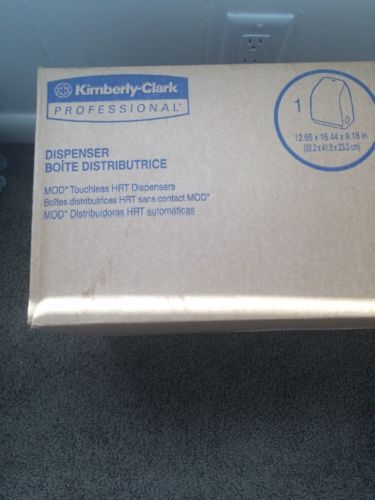 Kimberly-Clark
PROFESSIONAL*
1
12.66 x 16.44 x 9.18 in
(32.2 x 41.8 x 23.3 cm)
DISPENSER
BOÎTE DISTRIBUTRICE
MOD* Touchless HRT Dispensers
Boîtes distributrices HRT sans contact MOD*
MOD* Distribuidoras HRT automáticas